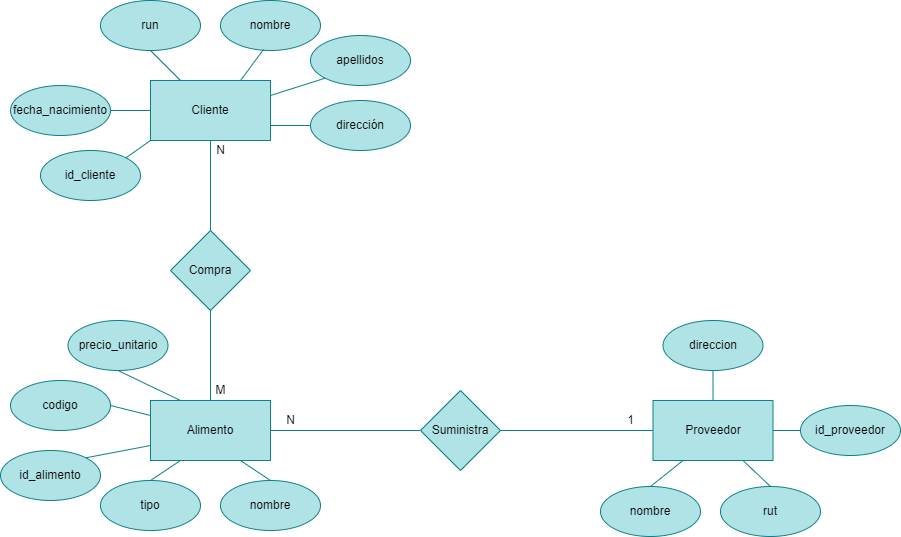 run
nombre
apellidos
fecha_nacimiento
Cliente
dirección
N
id_cliente
Compra
precio_unitario
direccion
M
codigo
N
1
Alimento
Suministra
Proveedor
id_proveedor
id_alimento
tipo
nombre
nombre
rut